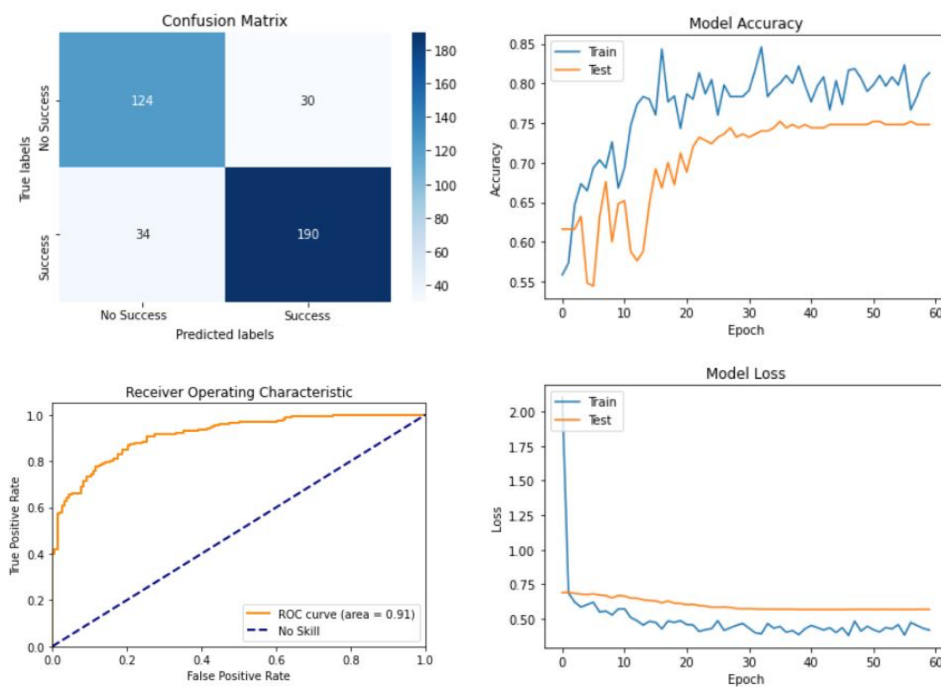 Confusion Matrix
True labels
No Success
Success
124
30
34
190
No Success
Success
Predicted labels
180
160
140
120
100
80
60
40
Model Accuracy
Train
Test
Accuracy
0.85
0.80
0.75
0.70
0.65
0.60
0.55
0
10
20
30
40
50
60
Epoch
Receiver Operating Characteristic
True Positive Rate
1.0
0.8
0.6
0.4
0.2
0.0
ROC curve (area = 0.91)
No Skill
0.0
0.2
0.4
0.6
0.8
1.0
False Positive Rate
Model Loss
Train
Test
Loss
2.00
1.75
1.50
1.25
1.00
0.75
0.50
0
10
20
30
40
50
60
Epoch